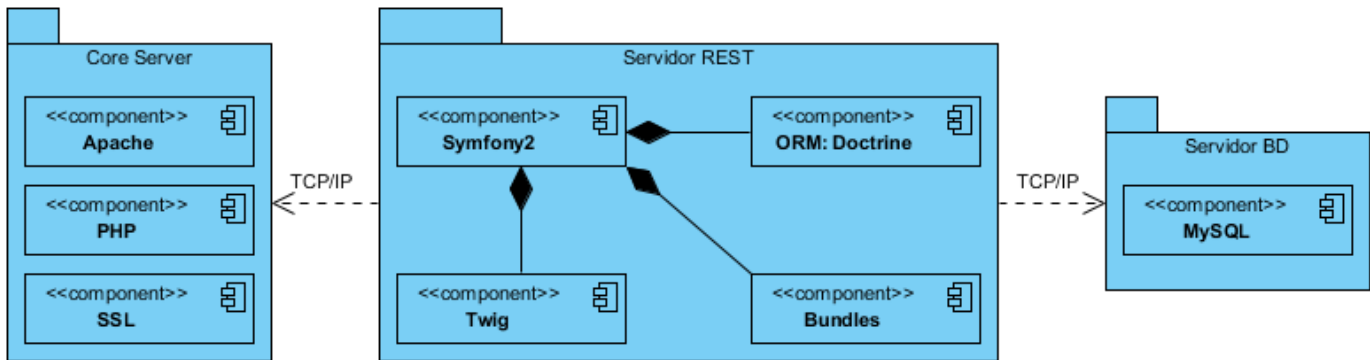 Core Server
<<component>>
Apache
<<component>>
PHP
<<component>>
SSL
TCP/IP
Servidor REST
<<component>>
Symfony2
<<component>>
ORM: Doctrine
<<component>>
Twig
<<component>>
Bundles
TCP/IP
Servidor BD
<<component>>
MySQL